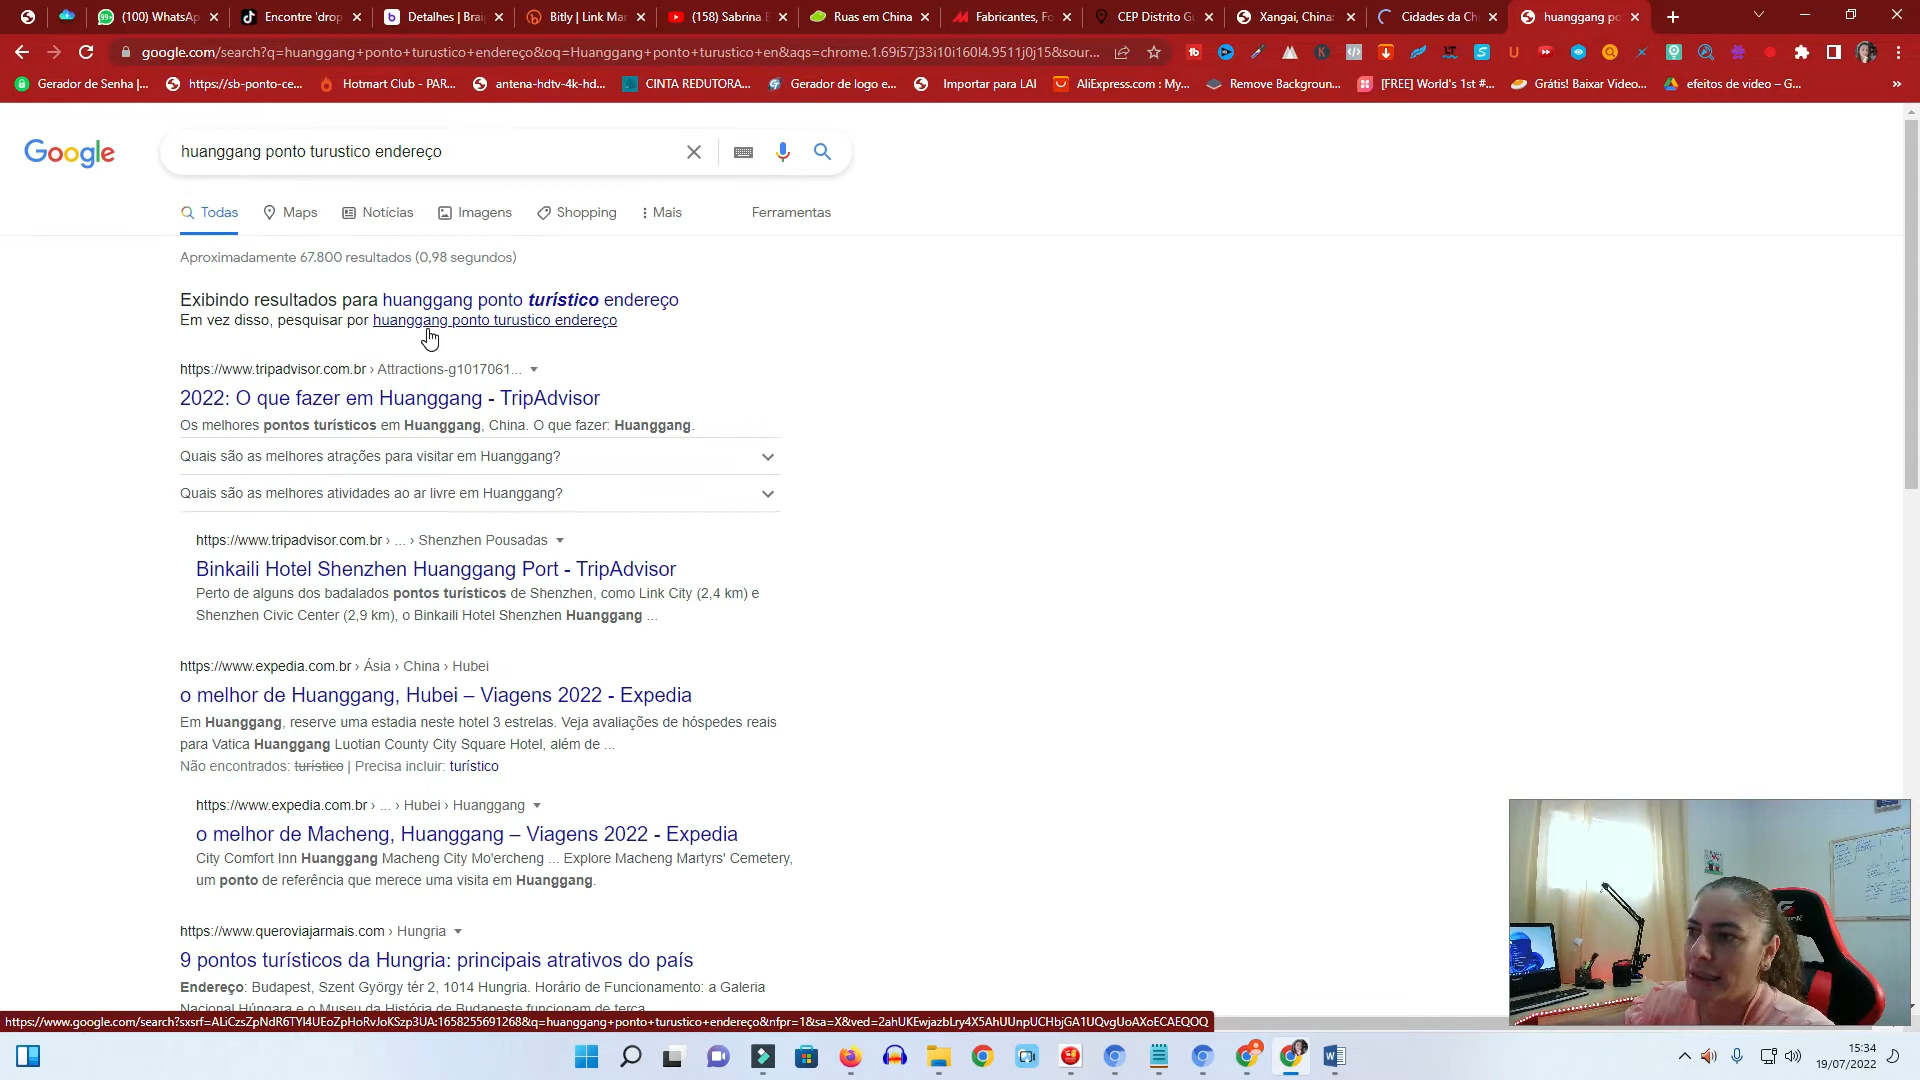 (100) WhatsAp
Encontre 'drop
Detalhes | Brai
Bitly | Link Mar
(158) Sabrina E
Ruas em China
Fabricantes, Fo
CEP Distrito G
Xangai, China:
Cidades da Ch
huanggang po
google.com/search?q=huanggang+ponto+turustico+endereço&oq=Huanggang+ponto+turustico+en&aqs=chrome.1.69i57j33i10i160l4.9511j0j15&sour...
Gerador de Senha |...
https://sb-ponto-ce...
Hotmart Club - PAR...
antena-hdtv-4k-hd...
CINTA REDUTORA...
Gerador de logo e...
Importar para LAI
AliExpress.com : My...
Remove Backgroun...
[FREE] World's 1st #...
Grátis! Baixar Video...
efeitos de video – G...
»
Google
huanggang ponto turustico endereço
Todas
Maps
Notícias
Imagens
Shopping
Mais
Ferramentas
Aproximadamente 67.800 resultados (0,98 segundos)
Exibindo resultados para huanggang ponto turístico endereço
Em vez disso, pesquisar por huanggang ponto turustico endereço
https://www.tripadvisor.com.br › Attractions-g1017061...
2022: O que fazer em Huanggang - TripAdvisor
Os melhores pontos turísticos em Huanggang, China. O que fazer: Huanggang.
Quais são as melhores atrações para visitar em Huanggang?
Quais são as melhores atividades ao ar livre em Huanggang?
https://www.tripadvisor.com.br › ... › Shenzhen Pousadas
Binkaili Hotel Shenzhen Huanggang Port - TripAdvisor
Perto de alguns dos badalados pontos turísticos de Shenzhen, como Link City (2,4 km) e
Shenzhen Civic Center (2,9 km), o Binkaili Hotel Shenzhen Huanggang ...
https://www.expedia.com.br › Ásia › China › Hubei
o melhor de Huanggang, Hubei – Viagens 2022 - Expedia
Em Huanggang, reserve uma estadia neste hotel 3 estrelas. Veja avaliações de hóspedes reais
para Vatica Huanggang Luotian County City Square Hotel, além de ...
Não encontrados: turístico | Precisa incluir: turístico
https://www.expedia.com.br › ... › Hubei › Huanggang
o melhor de Macheng, Huanggang – Viagens 2022 - Expedia
City Comfort Inn Huanggang Macheng City Mo'ercheng ... Explore Macheng Martyrs' Cemetery,
um ponto de referência que merece uma visita em Huanggang.
https://www.queroviajarmais.com › Hungria
9 pontos turísticos da Hungria: principais atrativos do país
Endereço: Budapest, Szent György tér 2, 1014 Hungria. Horário de Funcionamento: a Galeria
Nacional Húngara e o Museu da História de Budapeste funcionam de terça
https://www.google.com/search?sxsrf=ALiCzsZpNdR6TYl4UEoZpHoRvJoKSzp3UA:1658255691268&q=huanggang+ponto+turustico+endereço&nfpr=1&sa=X&ved=2ahUKEwjazbLry4X5AhUUnpUCHbjGA1UQvgUoAXoECAEQOQ
15:34
19/07/2022